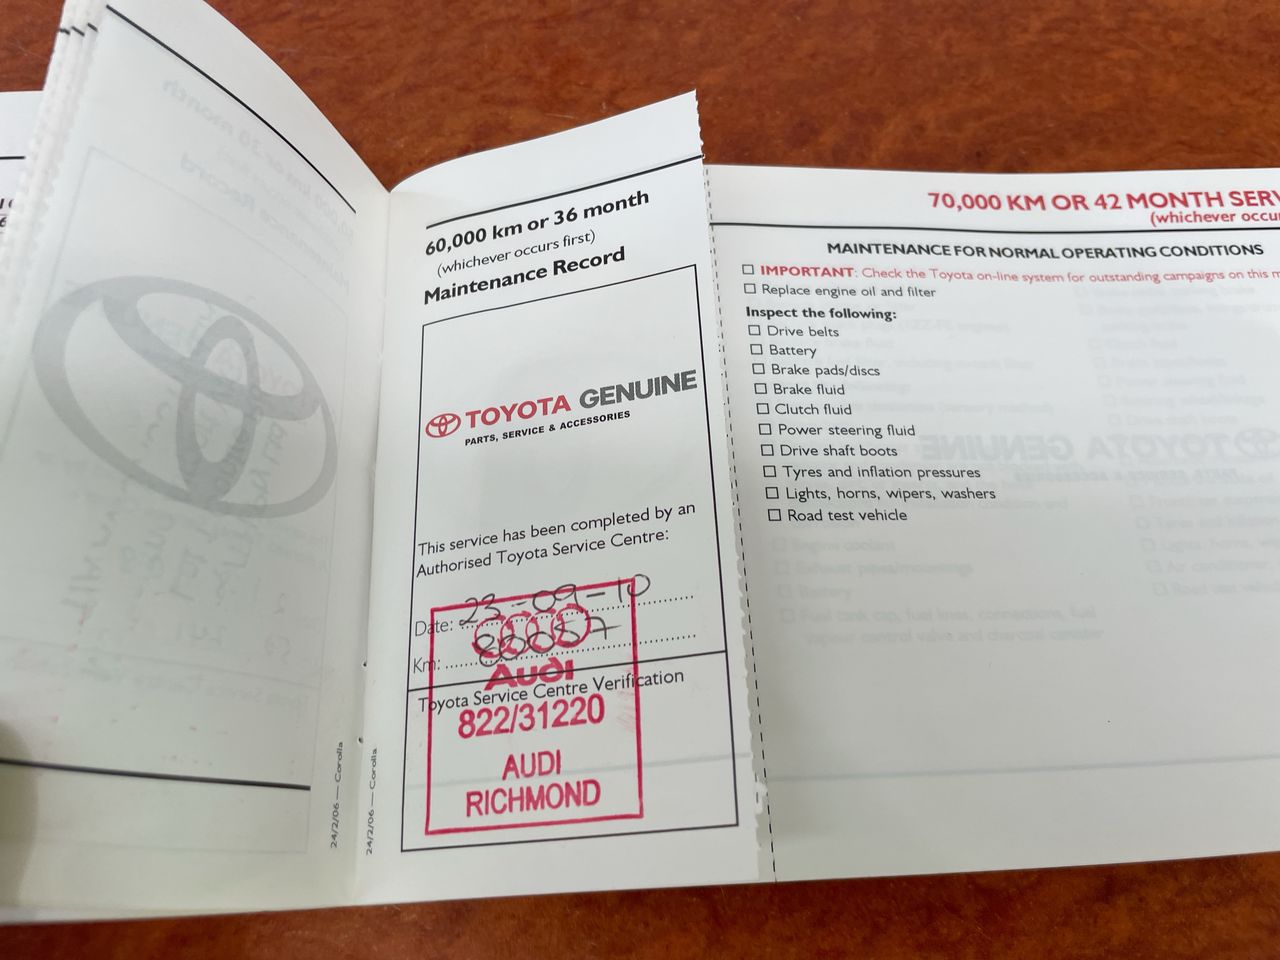 60,000 km or 36 month
(whichever occurs first)
Maintenance Record
TOYOTA GENUINE
PARTS, SERVICE & ACCESSORIES
This service has been completed by an
Authorised Toyota Service Centre:
Date: 23-09-10
Km: 80057
Toyota Service Centre Verification
Audi
822/31220
AUDI
RICHMOND
24/2/06 — Corolla
24/2/06 — Corolla
70,000 KM OR 42 MONTH SERV
(whichever occu
MAINTENANCE FOR NORMAL OPERATING CONDITIONS
IMPORTANT: Check the Toyota on-line system for outstanding campaigns on this m
Replace engine oil and filter
Inspect the following:
Drive belts
Battery
Brake pads/discs
Brake fluid
Clutch fluid
Power steering fluid
Drive shaft boots
Tyres and inflation pressures
Lights, horns, wipers, washers
Road test vehicle